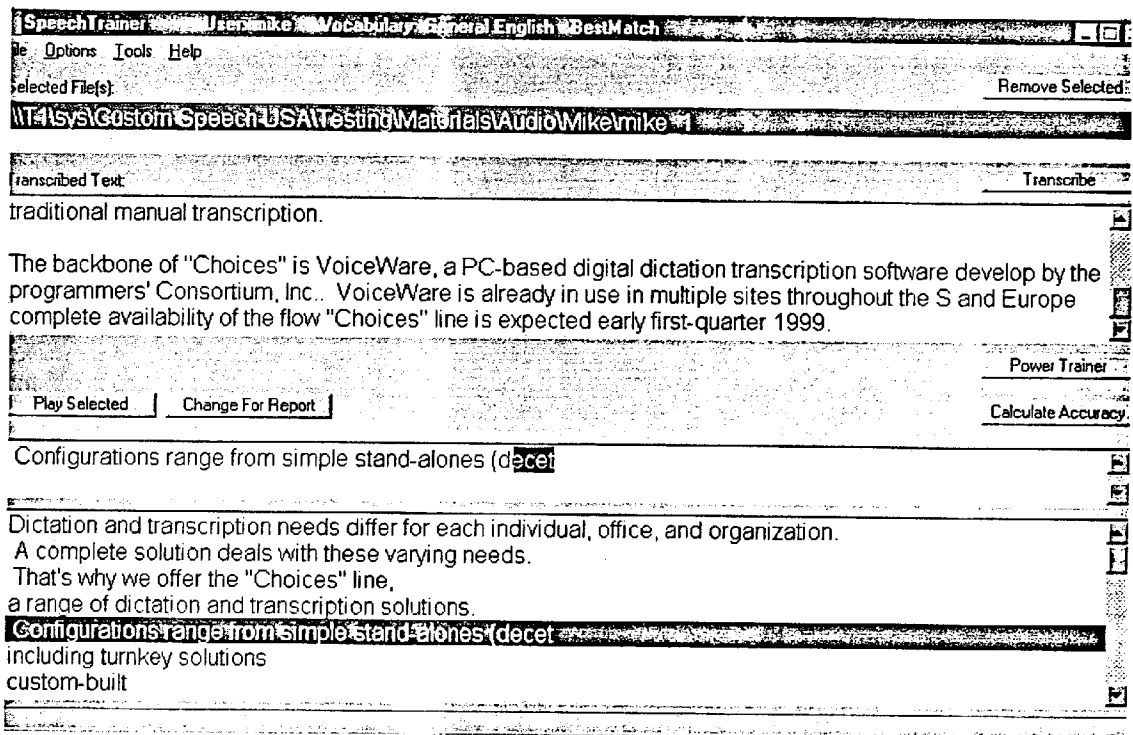 SpeechTrainer User: mike Vocabulary: General English BestMatch
ile Options Tools Help
Selected File(s): Remove Selected
\\T41\sys\Custom Speech USA\Testing\Materials\Audio\Mike\mike 1
Transcribed Text: Transcribe
traditional manual transcription.
The backbone of "Choices" is VoiceWare, a PC-based digital dictation transcription software develop by the
programmers' Consortium, Inc.. VoiceWare is already in use in multiple sites throughout the S and Europe
complete availability of the flow "Choices" line is expected early first-quarter 1999.
Power Trainer
Play Selected Change For Report Calculate Accuracy
Configurations range from simple stand-alones (decet
Dictation and transcription needs differ for each individual, office, and organization.
A complete solution deals with these varying needs.
That's why we offer the "Choices" line,
a range of dictation and transcription solutions.
Configurations range from simple stand-alones (decet
including turnkey solutions
custom-built